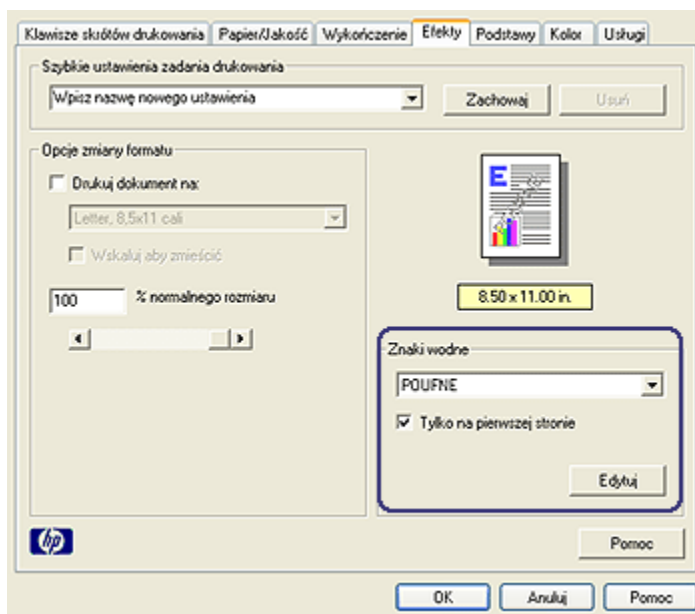 Klawisze skrótów drukowania Papier/Jakość Wykończenie Efekty Podstawy Kolor Usługi
Szybkie ustawienia zadania drukowania
Wpisz nazwę nowego ustawienia Zachowaj Usuń
Opcje zmiany formatu
Drukuj dokument na:
Letter, 8,5x11 cali
Wskaluj aby zmieścić
100 % normalnego rozmiaru
E
8.50 x 11.00 in.
Znaki wodne
POUFNE
Tylko na pierwszej stronie
Edytuj
hp Pomoc
OK Anuluj Pomoc